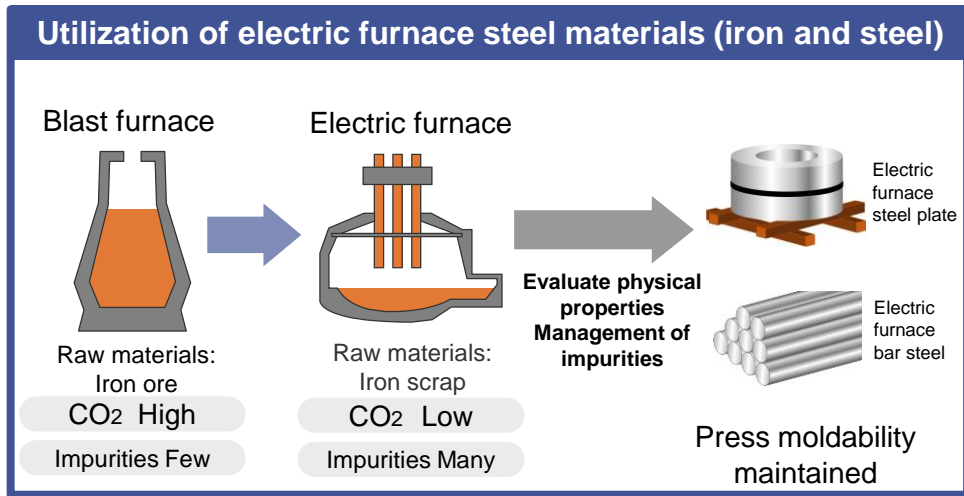 Utilization of electric furnace steel materials (iron and steel)
Blast furnace
Raw materials:
Iron ore
CO2 High
Impurities Few
Electric furnace
Raw materials:
Iron scrap
CO2 Low
Impurities Many
Evaluate physical
properties
Management of
impurities
Electric
furnace
steel plate
Electric
furnace
bar steel
Press moldability
maintained